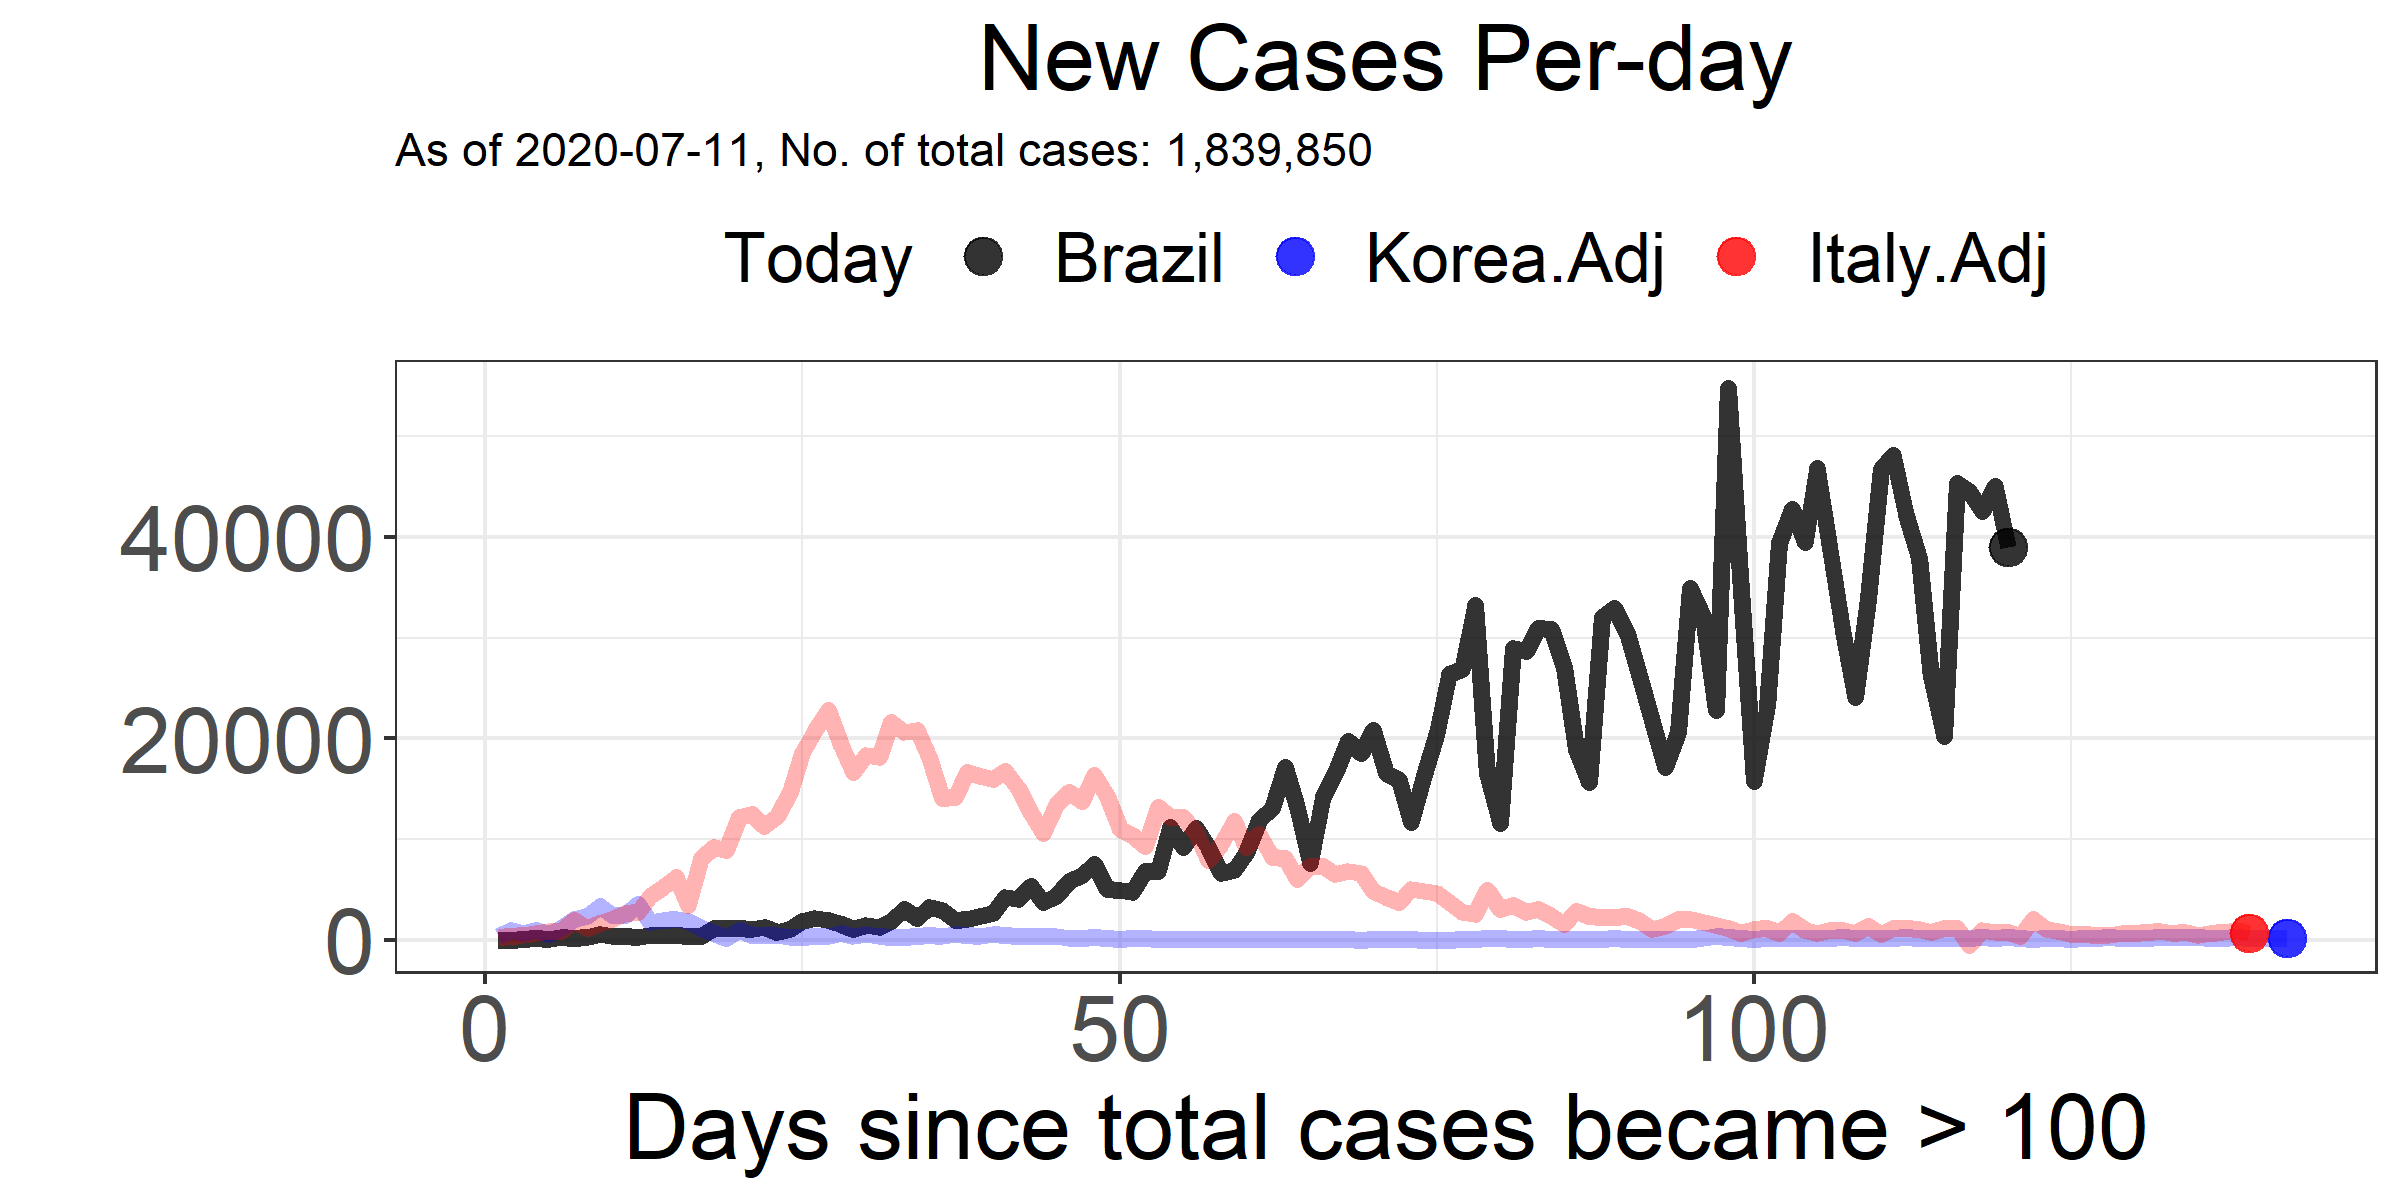 New Cases Per-day
As of 2020-07-11, No. of total cases: 1,839,850
Today Brazil Korea.Adj Italy.Adj
40000
20000
0
0 50 100
Days since total cases became > 100